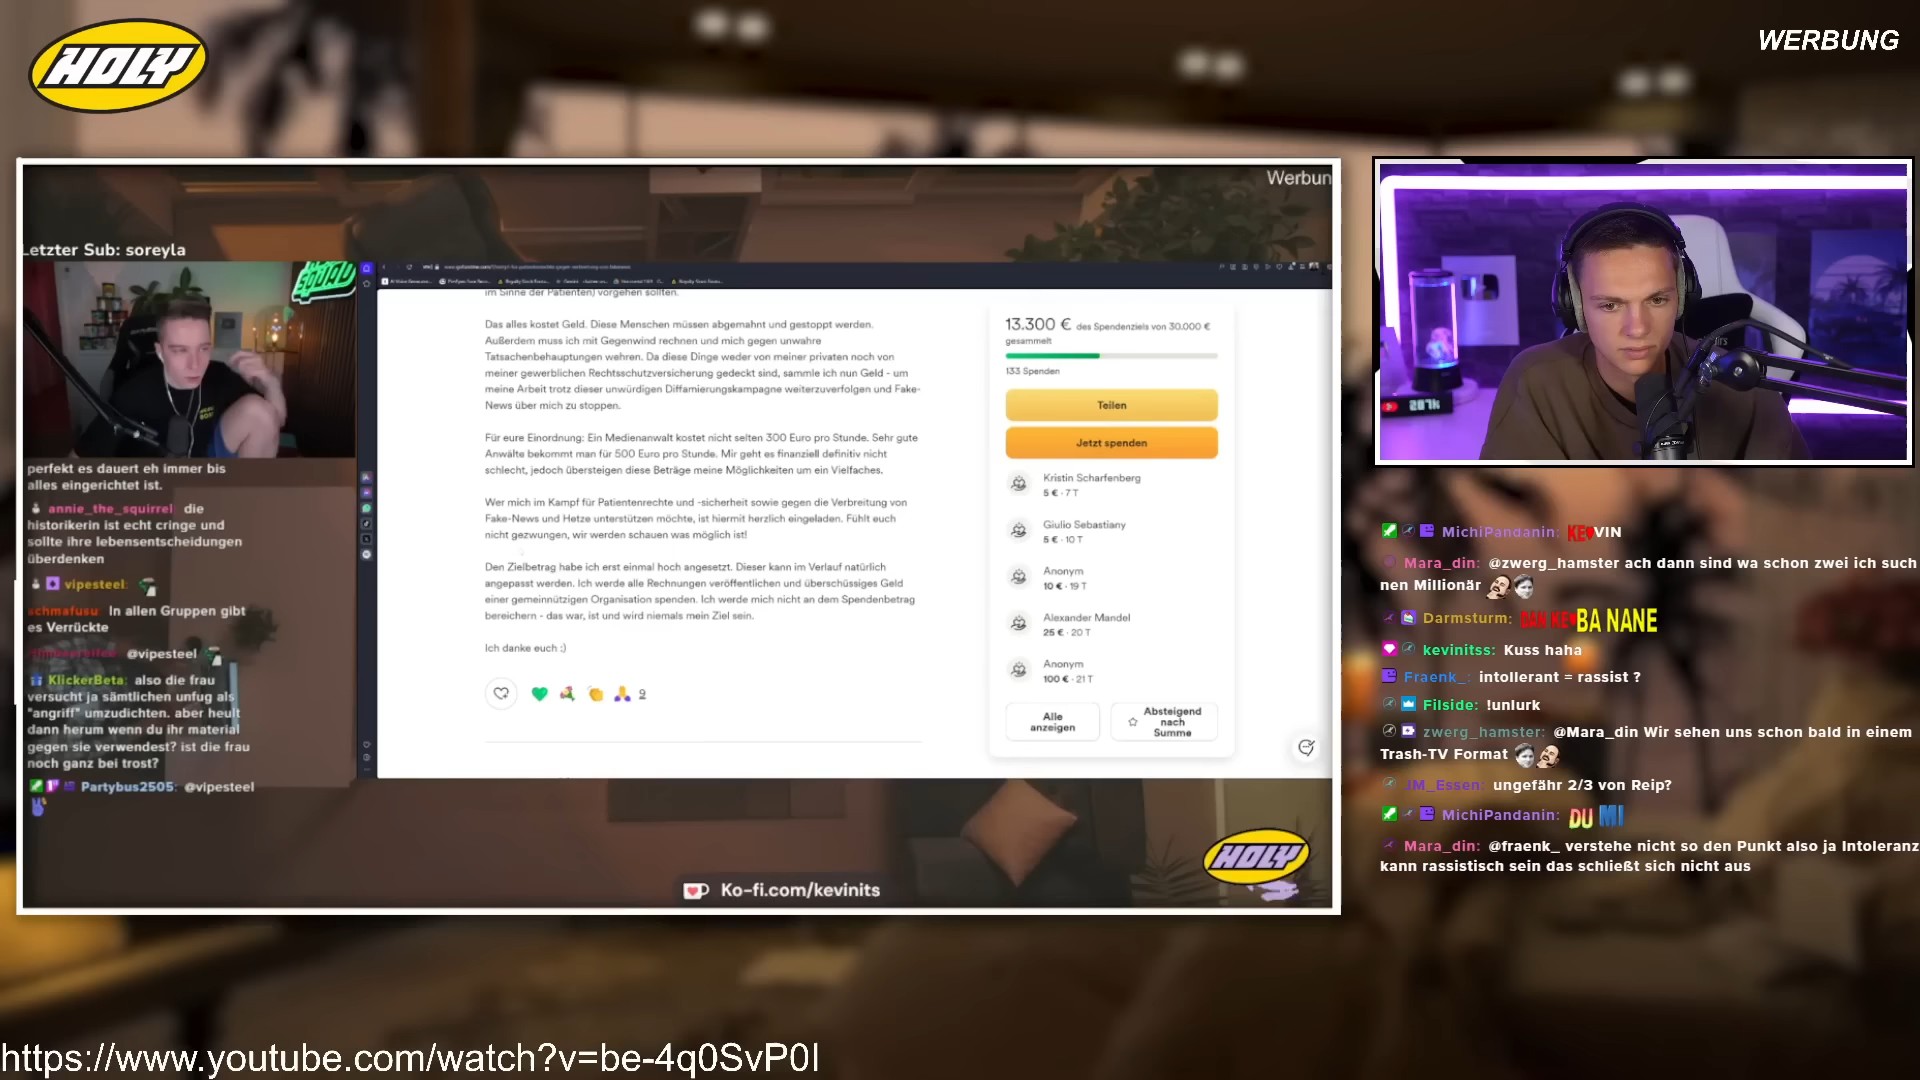 HOLY
WERBUNG
Werbun
Letzter Sub: soreyla
SQUAD
im Sinne der Patienten) vorgehen sollten.
Das alles kostet Geld. Diese Menschen müssen abgemahnt und gestoppt werden.
Außerdem muss ich mit Gegenwind rechnen und mich gegen unwahre
Tatsachenbehauptungen wehren. Da diese Dinge weder von meiner privaten noch von
meiner gewerblichen Rechtsschutzversicherung gedeckt sind, sammle ich nun Geld - um
meine Arbeit trotz dieser unwürdigen Diffamierungskampagne weiterzuverfolgen und Fake-
News über mich zu stoppen.
Für eure Einordnung: Ein Medienanwalt kostet nicht selten 300 Euro pro Stunde. Sehr gute
Anwälte bekommt man für 500 Euro pro Stunde. Mir geht es finanziell definitiv nicht
schlecht, jedoch übersteigen diese Beträge meine Möglichkeiten um ein Vielfaches.
Wer mich im Kampf für Patientenrechte und -sicherheit sowie gegen die Verbreitung von
Fake-News und Hetze unterstützen möchte, ist hiermit herzlich eingeladen. Fühlt euch
nicht gezwungen, wir werden schauen was möglich ist!
Den Zielbetrag habe ich erst einmal hoch angesetzt. Dieser kann im Verlauf natürlich
angepasst werden. Ich werde alle Rechnungen veröffentlichen und überschüssiges Geld
einer gemeinnützigen Organisation spenden. Ich werde mich nicht an dem Spendenbetrag
bereichern - das war, ist und wird niemals mein Ziel sein.
Ich danke euch :)
9
13.300 € des Spendenziels von 30.000 €
gesammelt
133 Spenden
Teilen
Jetzt spenden
Kristin Scharfenberg
5 € · 7 T
Giulio Sebastiany
5 € · 10 T
Anonym
10 € · 19 T
Alexander Mandel
25 € · 20 T
Anonym
100 € · 21 T
Alle
anzeigen
Absteigend
nach
Summe
perfekt es dauert eh immer bis
alles eingerichtet ist.
annie_the_squirrel: die
historikerin ist echt cringe und
sollte ihre lebensentscheidungen
überdenken
vipesteel:
schmafusu: In allen Gruppen gibt
es Verrückte
@vipesteel
KlickerBeta: also die frau
versucht ja sämtlichen unfug als
"angriff" umzudichten. aber heult
dann herum wenn du ihr material
gegen sie verwendest? ist die frau
noch ganz bei trost?
Partybus2505: @vipesteel
HOLY
Ko-fi.com/kevinits
287k
MichiPandanin: KE VIN
Mara_din: @zwerg_hamster ach dann sind wa schon zwei ich such
nen Millionär
Darmsturm: DAN KE BA NANE
kevinitss: Kuss haha
Fraenk_: intollerant = rassist ?
Filside: !unlurk
zwerg_hamster: @Mara_din Wir sehen uns schon bald in einem
Trash-TV Format
IM_Essen: ungefähr 2/3 von Reip?
MichiPandanin: DU MI
Mara_din: @fraenk_ verstehe nicht so den Punkt also ja Intoleranz
kann rassistisch sein das schließt sich nicht aus
https://www.youtube.com/watch?v=be-4q0SvP0I